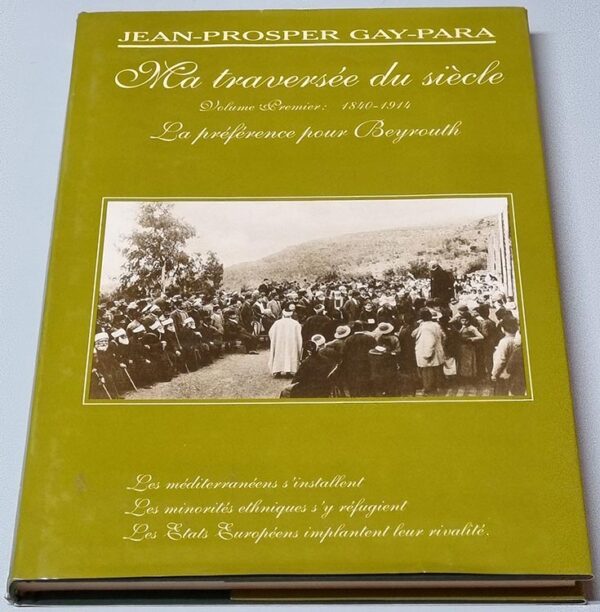 JEAN-PROSPER GAY-PARA
Ma traversée du siècle
Volume Premier: 1840-1914
La préférence pour Beyrouth
Les méditerranéens s'installent
Les minorités ethniques s'y réfugient
Les Etats Européens implantent leur rivalité.